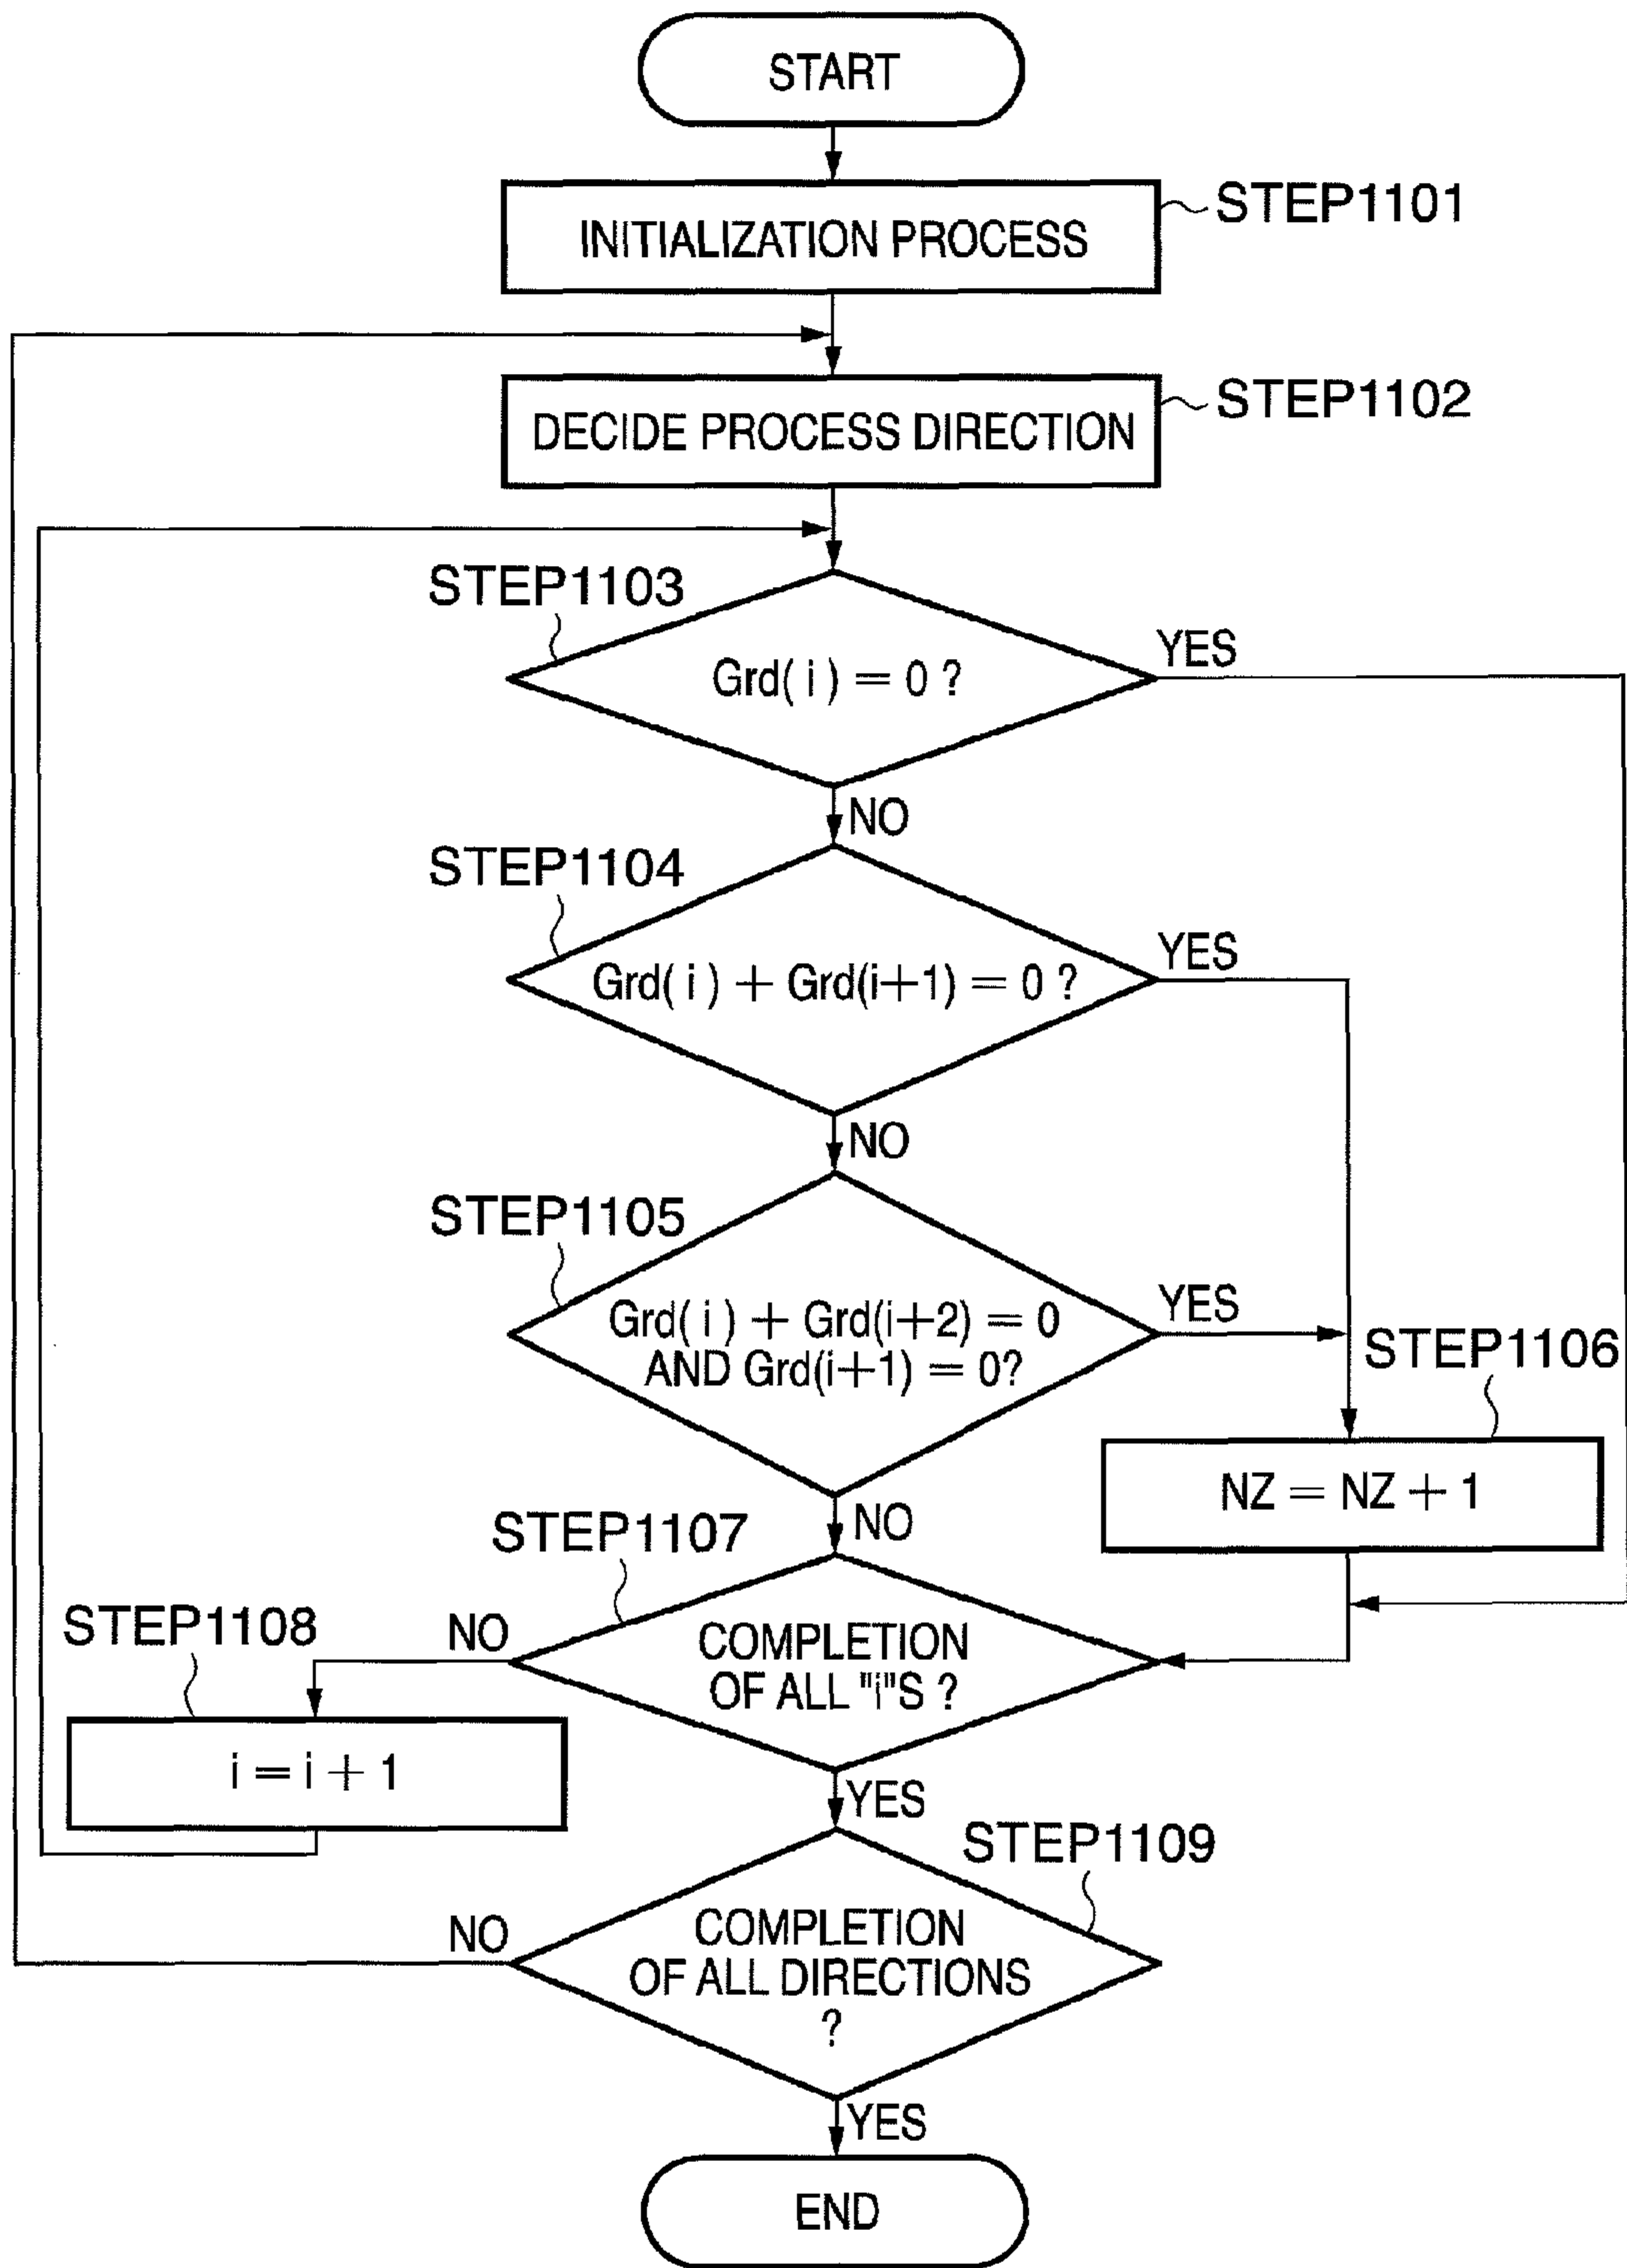 START
INITIALIZATION PROCESS
STEP1101
DECIDE PROCESS DIRECTION
STEP1102
STEP1103
Grd( i ) = 0 ?
YES
NO
STEP1104
Grd( i ) + Grd(i+1) = 0 ?
YES
NO
STEP1105
Grd( i ) + Grd(i+2) = 0
AND Grd(i+1) = 0?
YES
STEP1106
NZ = NZ + 1
NO
STEP1107
COMPLETION
OF ALL "i"S ?
NO
STEP1108
i = i + 1
YES
STEP1109
COMPLETION
OF ALL DIRECTIONS
?
NO
YES
END